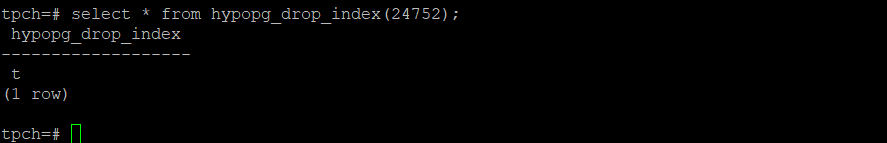 tpch=# select * from hypopg_drop_index(24752);
hypopg_drop_index
-------------------
t
(1 row)
tpch=#